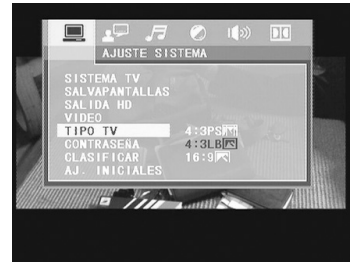 AJUSTE SISTEMA
SISTEMA TV
SALVAPANTALLAS
SALIDA HD
VIDEO
TIPO TV 4:3PS
CONTRASENA 4:3LB
CLASIFICAR 16:9
AJ. INICIALES